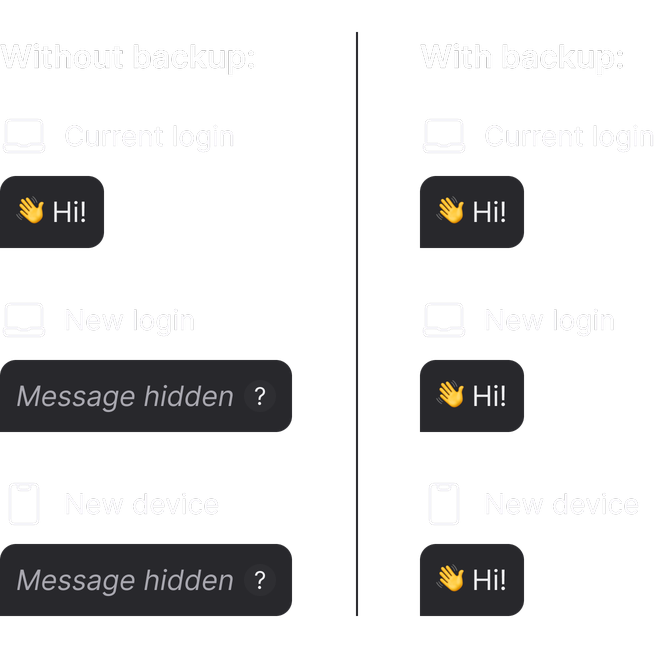 Without backup:
Current login
👋 Hi!
New login
Message hidden ?
New device
Message hidden ?
With backup:
Current login
👋 Hi!
New login
👋 Hi!
New device
👋 Hi!